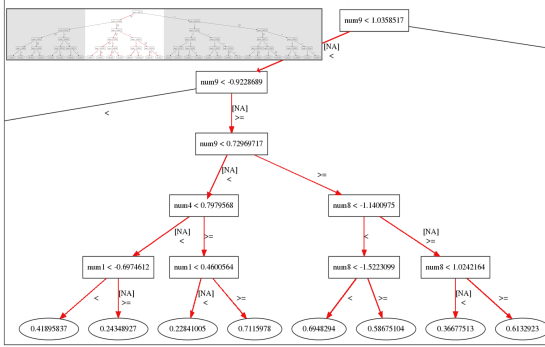 num9 < 1.0358517
[NA]
<
num9 < -0.9228689
<
[NA]
>=
num9 < 0.72969717
[NA]
<
>=
num4 < 0.7979568
num8 < -1.1400975
[NA]
<
>=
<
[NA]
>=
num1 < -0.6974612
num1 < 0.4600564
num8 < -1.5223099
num8 < 1.0242164
<
[NA]
>=
[NA]
<
>=
<
>=
[NA]
<
>=
0.41895837
0.24348927
0.22841005
0.7115978
0.6948294
0.58675104
0.36677513
0.6132923